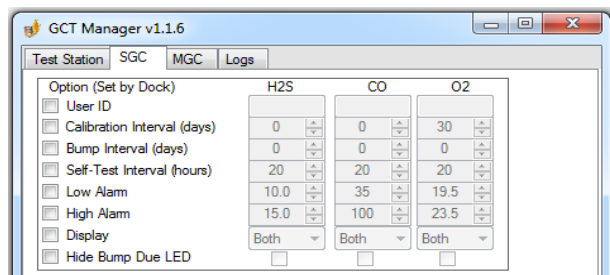 GCT Manager v1.1.6
Test Station SGC MGC Logs
Option (Set by Dock) H2S CO O2
User ID
Calibration Interval (days) 0 0 30
Bump Interval (days) 0 0 0
Self-Test Interval (hours) 20 20 20
Low Alarm 10.0 35 19.5
High Alarm 15.0 100 23.5
Display Both Both Both
Hide Bump Due LED